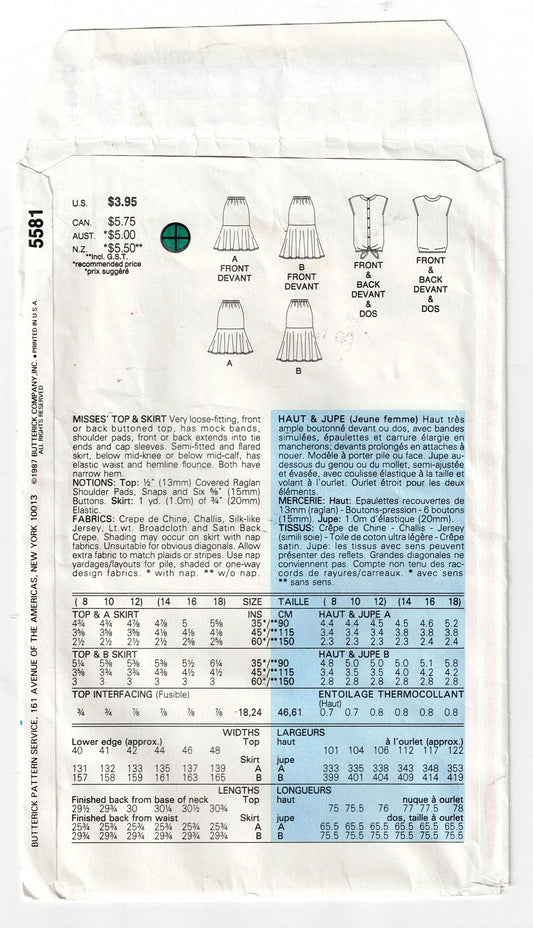 5581
©1987 BUTTERICK COMPANY, INC. • PRINTED IN U.S.A.
ALL RIGHTS RESERVED
BUTTERICK PATTERN SERVICE, 161 AVENUE OF THE AMERICAS, NEW YORK, NEW YORK 10013
U.S. $3.95
CAN. $5.75
AUST. *$5.00
N.Z. *$5.50**
**Incl. G.S.T.
*recommended price
*prix suggéré
A
FRONT
DEVANT
B
FRONT
DEVANT
FRONT
&
BACK
DEVANT
&
DOS
FRONT
&
BACK
DEVANT
&
DOS
A
B
MISSES' TOP & SKIRT Very loose-fitting, front
or back buttoned top, has mock bands,
shoulder pads, front or back extends into tie
ends and cap sleeves. Semi-fitted and flared
skirt, below mid-knee or below mid-calf, has
elastic waist and hemline flounce. Both have
narrow hem.
NOTIONS: Top: ½" (13mm) Covered Raglan
Shoulder Pads, Snaps and Six ⅝" (15mm)
Buttons. Skirt: 1 yd. (1.0m) of ¾" (20mm)
Elastic.
FABRICS: Crepe de Chine, Challis, Silk-like
Jersey, Lt.wt. Broadcloth and Satin Back
Crepe. Shading may occur on skirt with nap
fabrics. Unsuitable for obvious diagonals. Allow
extra fabric to match plaids or stripes. Use nap
yardages/layouts for pile, shaded or one-way
design fabrics. * with nap. ** w/o nap.
HAUT & JUPE (Jeune femme) Haut très
ample boutonné devant ou dos, avec bandes
simulées, épaulettes et carrure élargie en
mancherons; devants prolongés en attaches à
nouer. Modèle à porter pile ou face. Jupe au-
dessous du genou ou du mollet, semi-ajustée
et évasée, avec coulisse élastique à la taille et
volant à l'ourlet. Ourlet étroit pour les deux
éléments.
MERCERIE: Haut: Epaulettes recouvertes de
13mm (raglan) - Boutons-pression - 6 boutons
(15mm). Jupe: 1.0m d'élastique (20mm).
TISSUS: Crêpe de Chine - Challis - Jersey
(simili soie) - Toile de coton ultra légère - Crêpe
satin. Jupe: les tissus avec sens peuvent
présenter des reflets. Grandes diagonales ne
conviennent pas. Compte non tenu des rac-
cords de rayures/carreaux. * avec sens
** sans sens.
( 8 10 12) (14 16 18) SIZE TAILLE ( 8 10 12) (14 16 18)
TOP & A SKIRT INS CM HAUT & JUPE A
4¾ 4¾ 4⅞ 4⅞ 5 5⅝ 35*/**90 4.4 4.4 4.5 4.5 4.6 5.2
3⅝ 3⅝ 3⅝ 4⅛ 4⅛ 4⅛ 45*/**115 3.4 3.4 3.4 3.8 3.8 3.8
2½ 2½ 2½ 2½ 2⅝ 2⅝ 60*/**150 2.3 2.3 2.3 2.3 2.4 2.4
TOP & B SKIRT HAUT & JUPE B
5¼ 5⅜ 5⅜ 5⅜ 5½ 6¼ 35*/**90 4.8 5.0 5.0 5.0 5.1 5.8
3⅝ 3¾ 3¾ 4⅜ 4½ 4½ 45*/**115 3.4 3.5 3.5 4.0 4.2 4.2
3 3 3 3 3 3 60*/**150 2.8 2.8 2.8 2.8 2.8 2.8
TOP INTERFACING (Fusible) ENTOILAGE THERMOCOLLANT
(Haut)
¾ ¾ ⅞ ⅞ ⅞ ⅞ -18,24 46,61 0.7 0.7 0.8 0.8 0.8 0.8
WIDTHS LARGEURS
Lower edge (approx.) Top haut à l'ourlet (approx.)
40 41 42 44 46 48 101 104 106 112 117 122
Skirt jupe
131 132 133 135 137 139 A A 333 335 338 343 348 353
157 158 159 161 163 165 B B 399 401 404 409 414 419
LENGTHS LONGUEURS
Finished back from base of neck Top haut nuque à ourlet
29½ 29¾ 30 30¼ 30½ 30¾ 75 75.5 76 77 77.5 78
Finished back from waist Skirt jupe dos, taille à ourlet
25¾ 25¾ 25¾ 25¾ 25¾ 25¾ A A 65.5 65.5 65.5 65.5 65.5 65.5
29¾ 29¾ 29¾ 29¾ 29¾ 29¾ B B 75.5 75.5 75.5 75.5 75.5 75.5